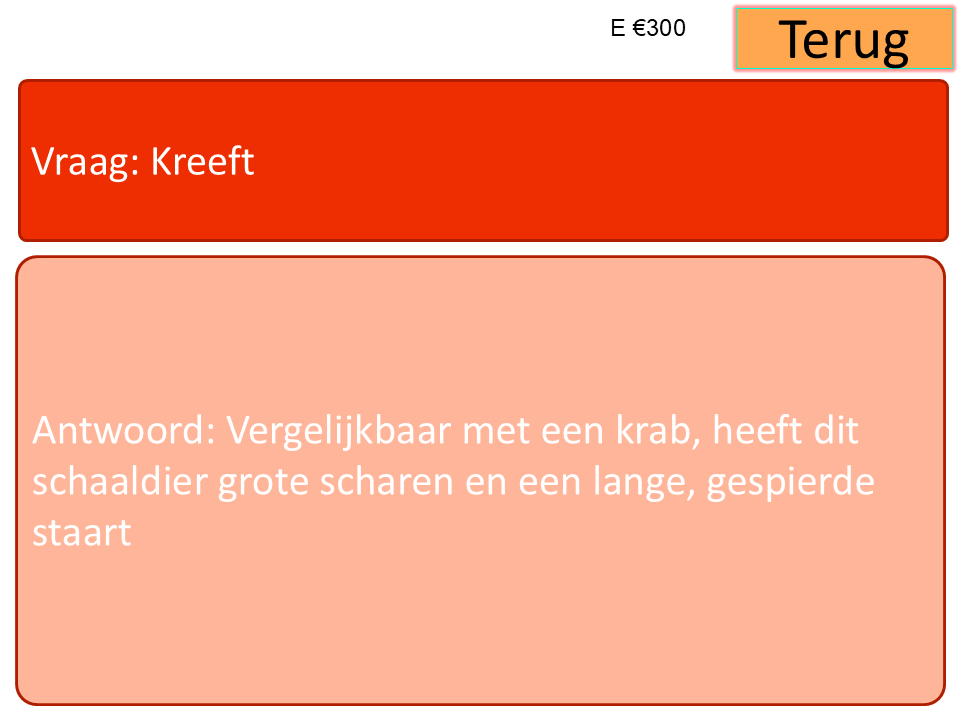 E €300
Terug
Vraag: Kreeft
Antwoord: Vergelijkbaar met een krab, heeft dit
schaaldier grote scharen en een lange, gespierde
staart